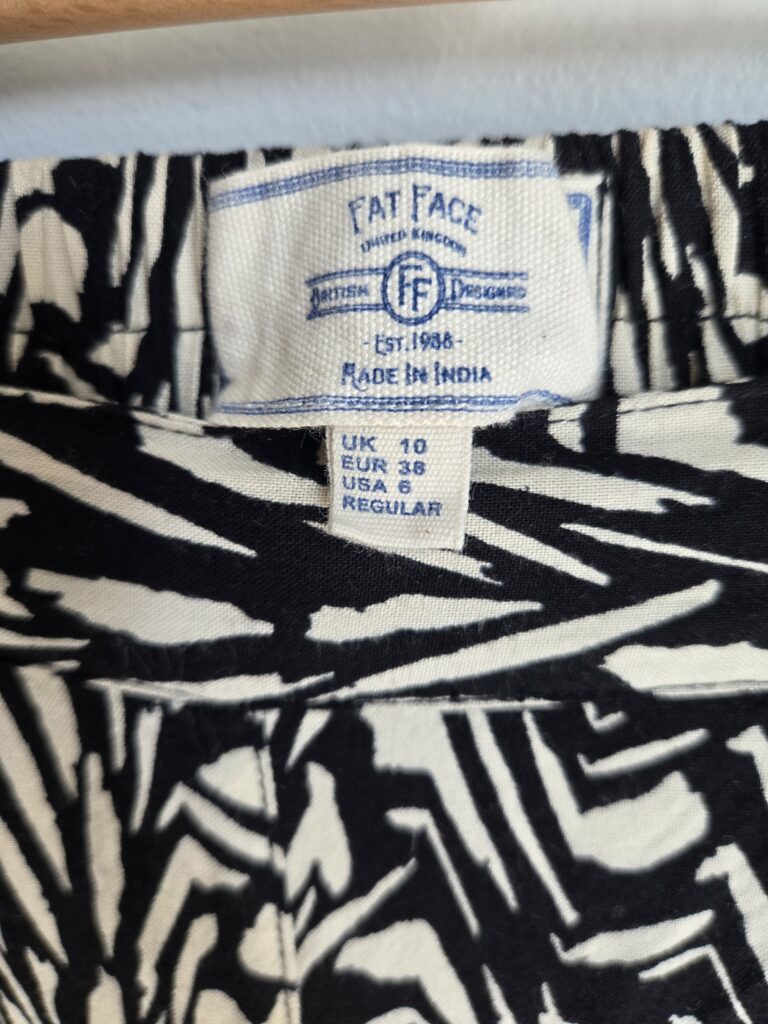 FAT FACE
UNITED KINGDOM
BRITISH FF DESIGNED
- EST. 1988 -
MADE IN INDIA
UK 10
EUR 38
USA 6
REGULAR